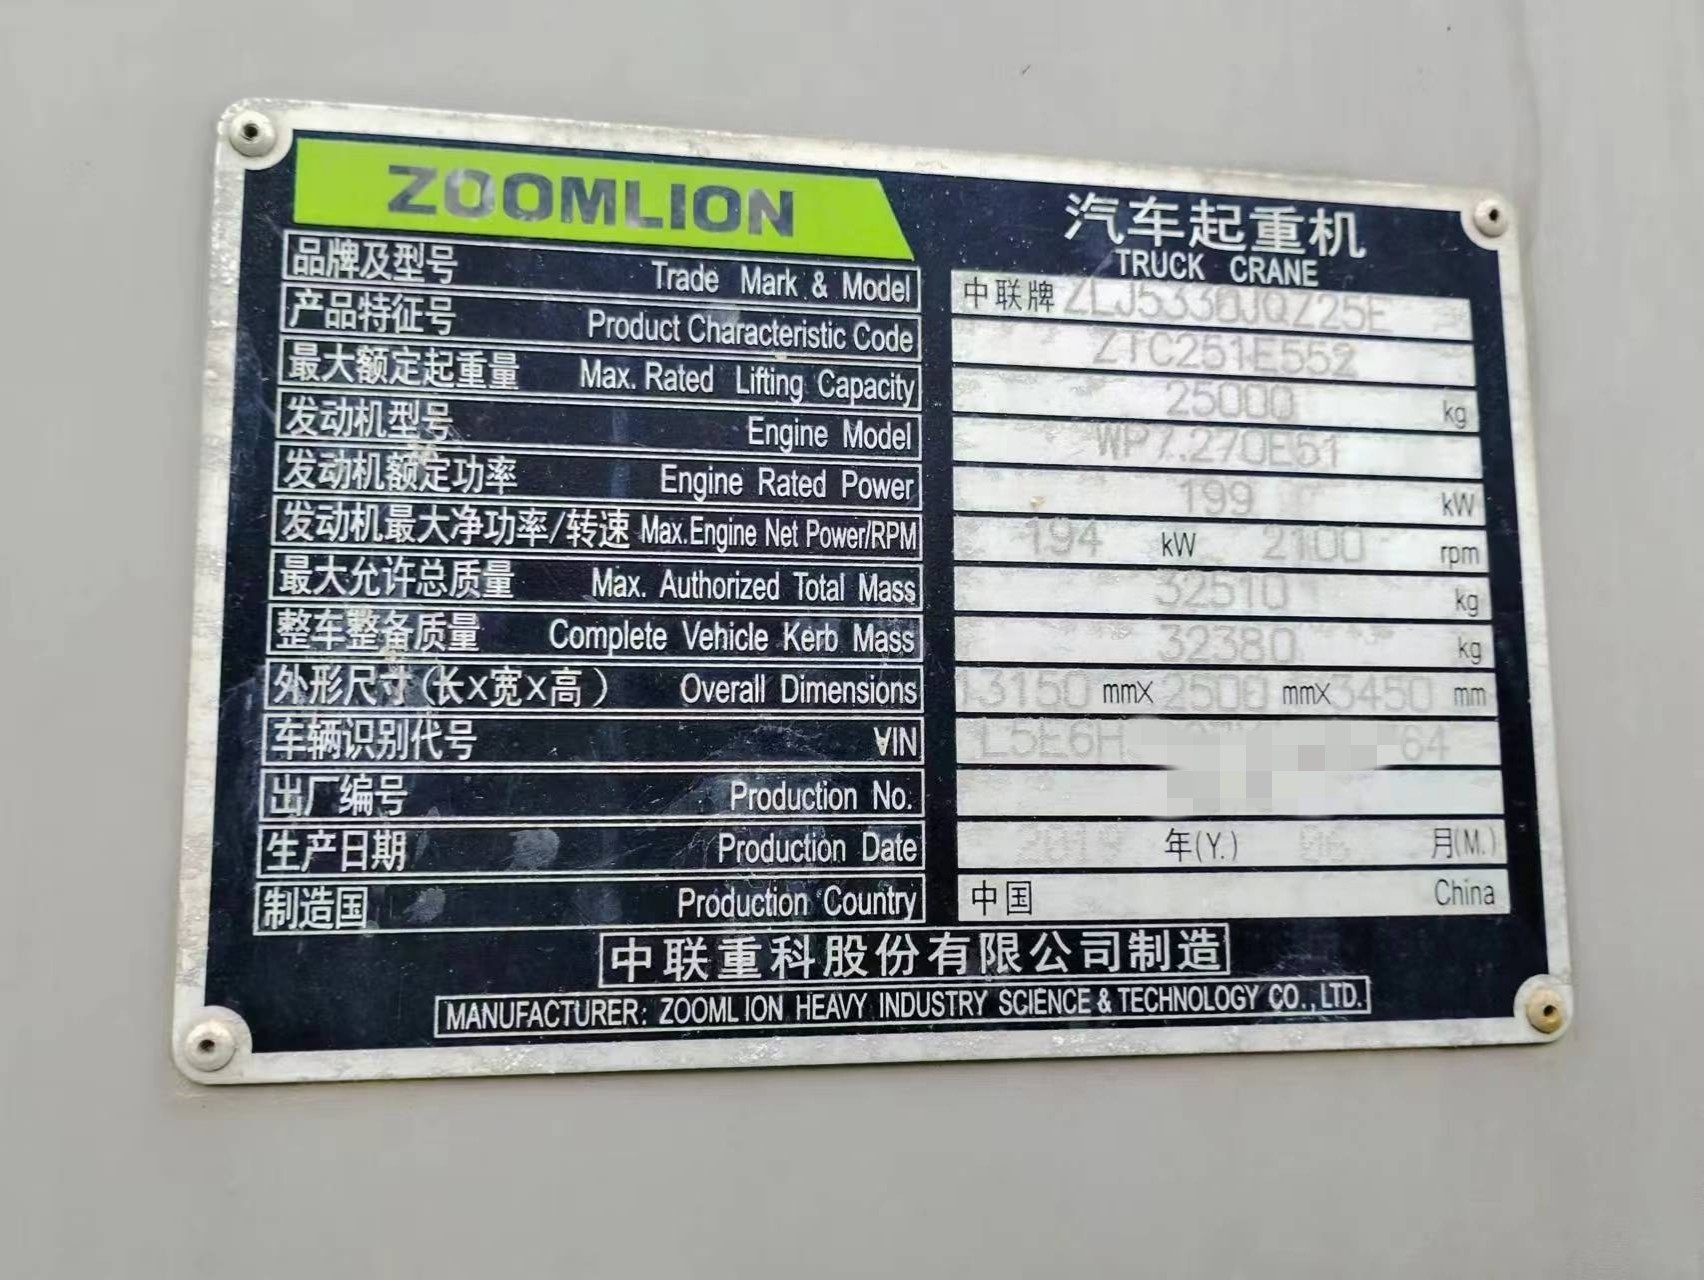 ZOOMLION
汽车起重机
TRUCK CRANE
品牌及型号 Trade Mark & Model 中联牌 ZLJ5330JQZ25E
产品特征号 Product Characteristic Code ZTC251E552
最大额定起重量 Max. Rated Lifting Capacity 25000 kg
发动机型号 Engine Model WP7.270E51
发动机额定功率 Engine Rated Power 199 kW
发动机最大净功率/转速 Max.Engine Net Power/RPM 194 kW 2100 rpm
最大允许总质量 Max. Authorized Total Mass 32510 kg
整车整备质量 Complete Vehicle Kerb Mass 32380 kg
外形尺寸(长X宽X高) Overall Dimensions 13150 mmX 2500 mmX 3450 mm
车辆识别代号 VIN L5E6H 64
出厂编号 Production No.
生产日期 Production Date 2019 年(Y.) 06 月(M.)
制造国 Production Country 中国 China
中联重科股份有限公司制造
MANUFACTURER: ZOOMLION HEAVY INDUSTRY SCIENCE & TECHNOLOGY CO., LTD.